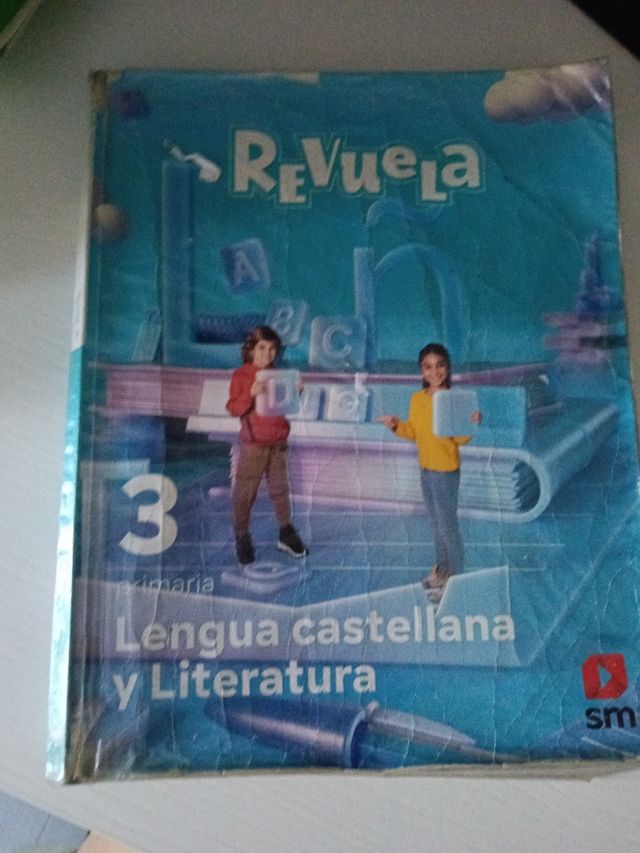 REVueLa
A
B
C
D
ñ
3
primaria
Lengua castellana
y Literatura
sm